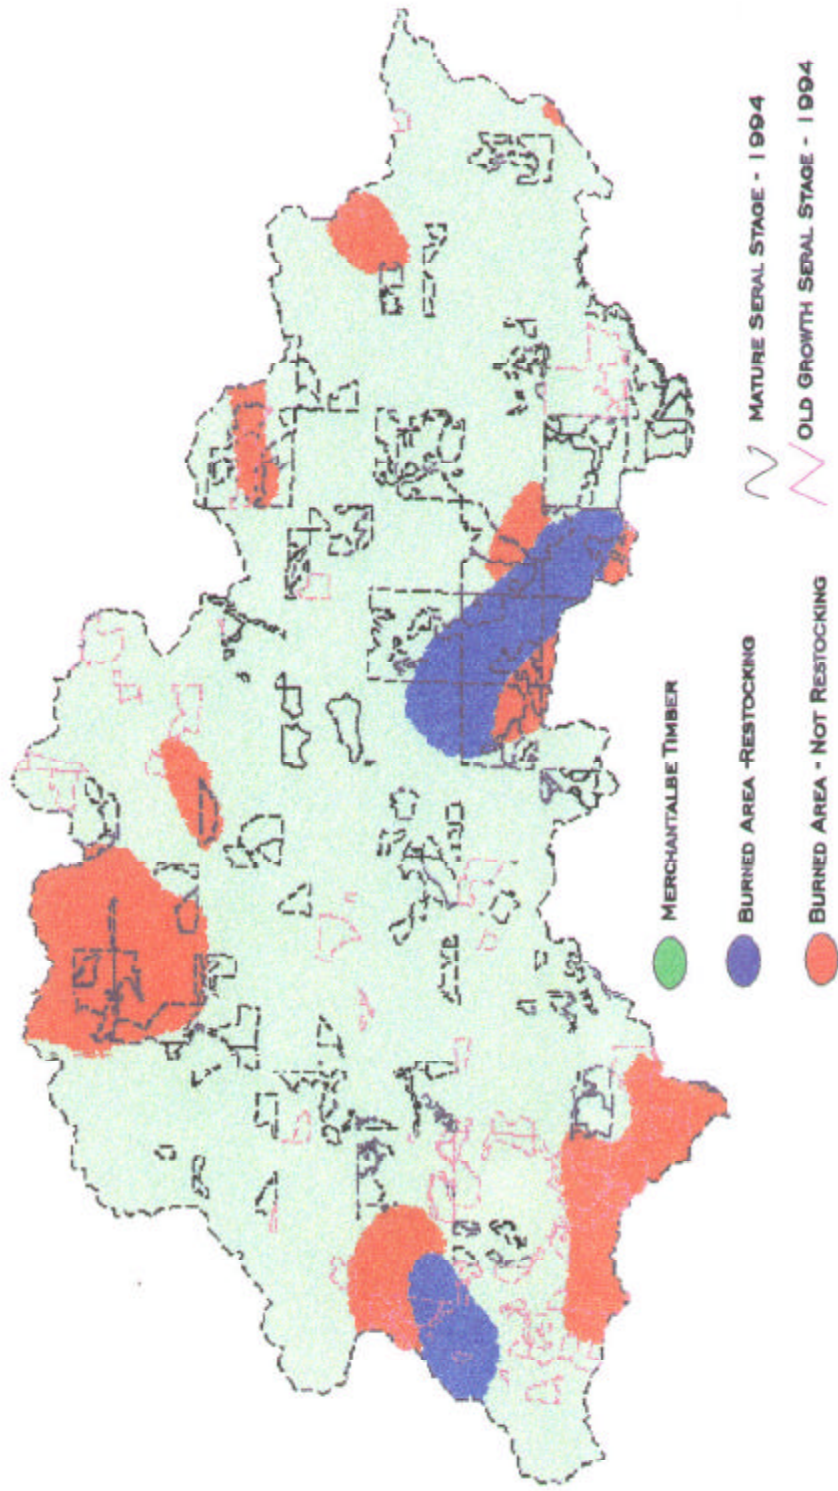 MERCHANTALBE TIMBER
BURNED AREA -RESTOCKING
BURNED AREA - NOT RESTOCKING
MATURE SERAL STAGE - 1994
OLD GROWTH SERAL STAGE - 1994